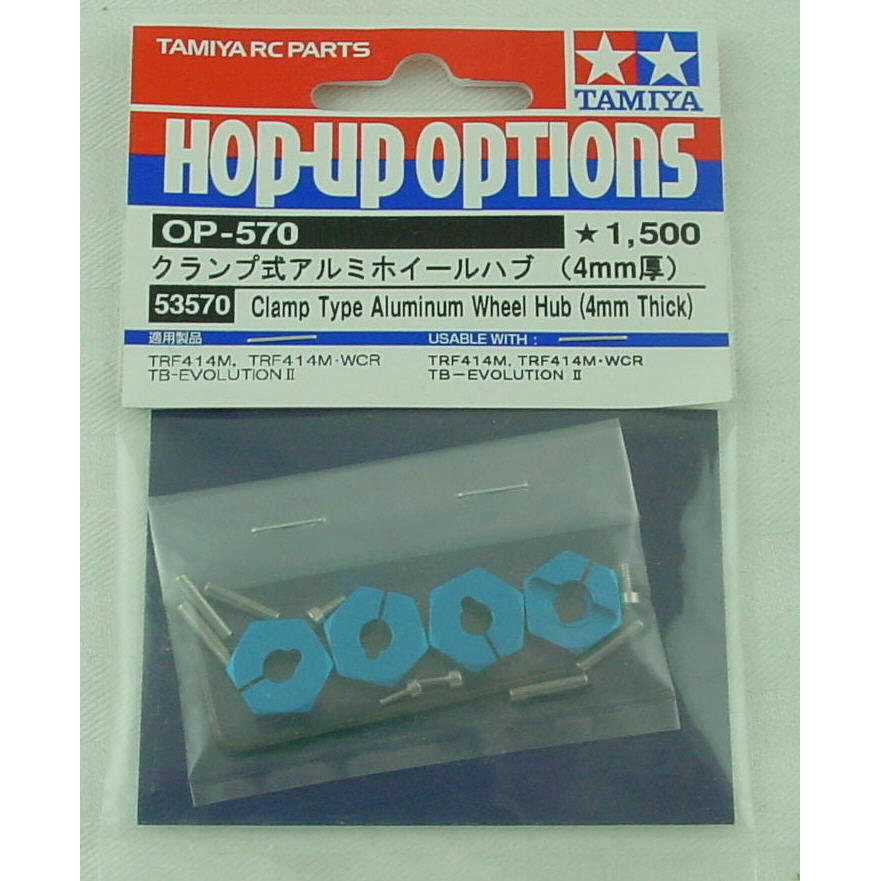 TAMIYA RC PARTS
TAMIYA
HOP-UP OPTIONS
OP-570 ★1,500
クランプ式アルミホイールハブ （4mm厚）
53570 Clamp Type Aluminum Wheel Hub (4mm Thick)
適用製品 USABLE WITH :
TRF414M, TRF414M・WCR TRF414M, TRF414M・WCR
TB-EVOLUTION II TB－EVOLUTION II